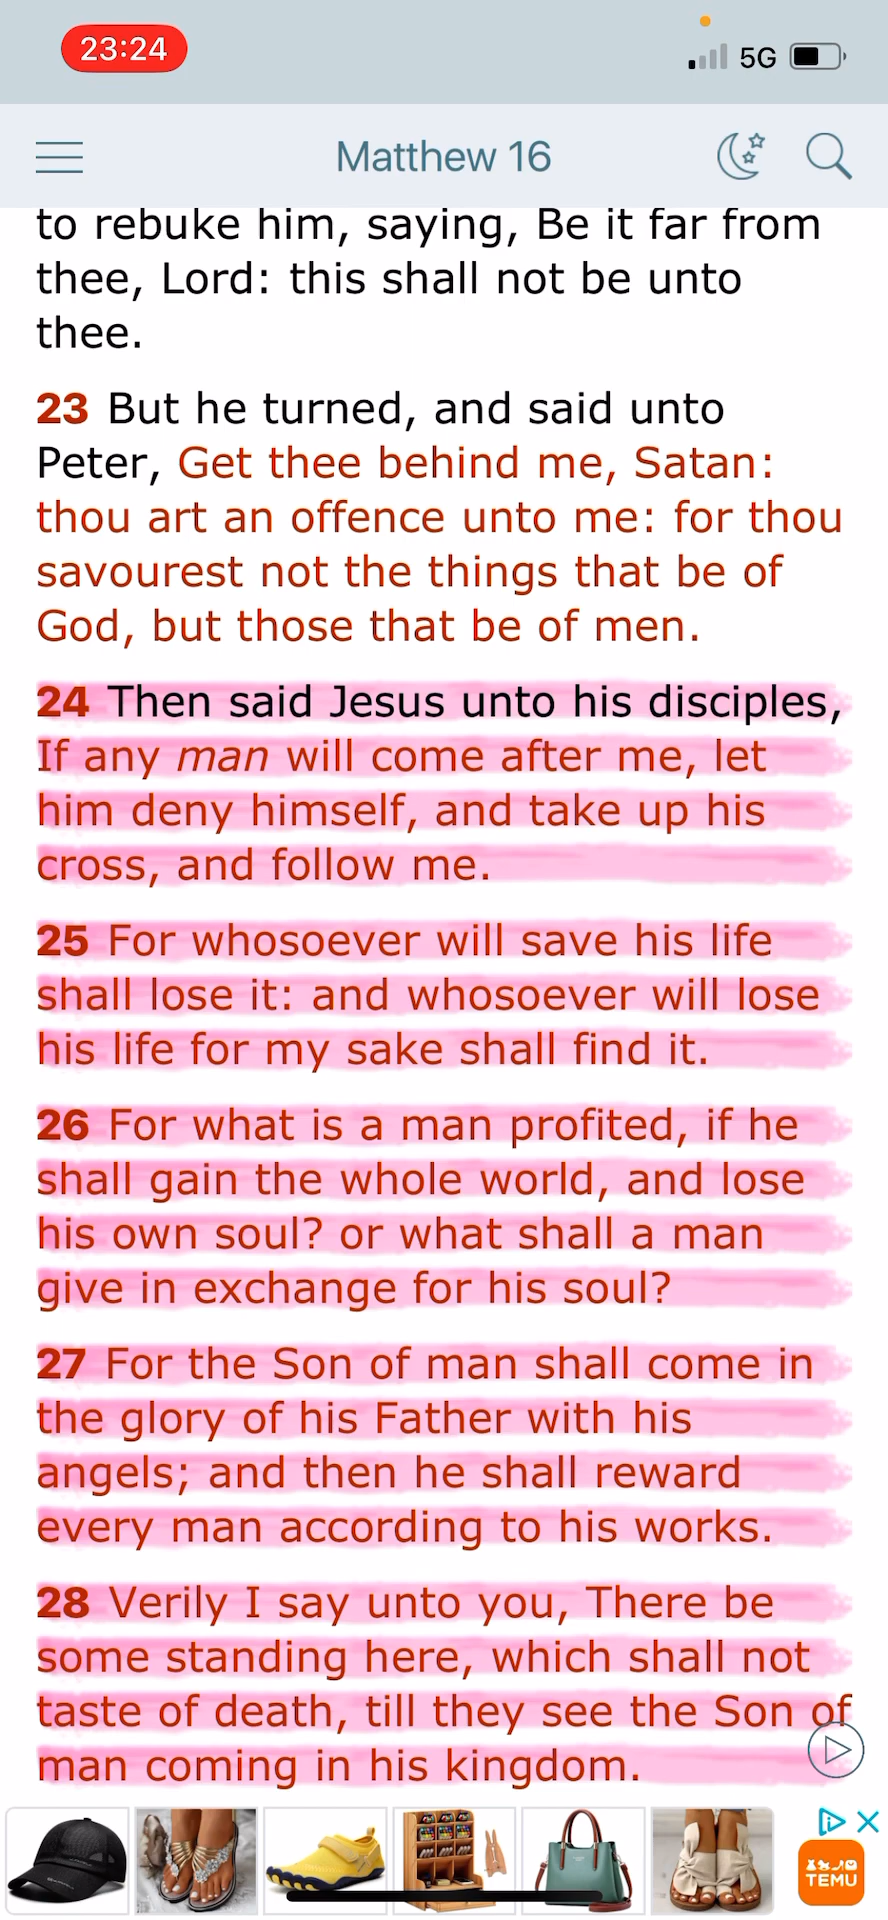 23:24
5G
Matthew 16
to rebuke him, saying, Be it far from
thee, Lord: this shall not be unto
thee.
23 But he turned, and said unto
Peter, Get thee behind me, Satan:
thou art an offence unto me: for thou
savourest not the things that be of
God, but those that be of men.
24 Then said Jesus unto his disciples,
If any man will come after me, let
him deny himself, and take up his
cross, and follow me.
25 For whosoever will save his life
shall lose it: and whosoever will lose
his life for my sake shall find it.
26 For what is a man profited, if he
shall gain the whole world, and lose
his own soul? or what shall a man
give in exchange for his soul?
27 For the Son of man shall come in
the glory of his Father with his
angels; and then he shall reward
every man according to his works.
28 Verily I say unto you, There be
some standing here, which shall not
taste of death, till they see the Son of
man coming in his kingdom.
TEMU